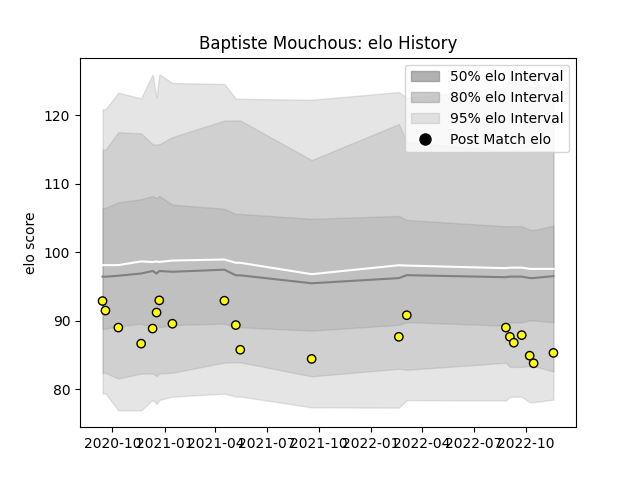 Baptiste Mouchous: elo History
50% elo Interval
80% elo Interval
95% elo Interval
Post Match elo
elo score
120
110
100
90
80
2020-10 2021-01 2021-04 2021-07 2021-10 2022-01 2022-04 2022-07 2022-10